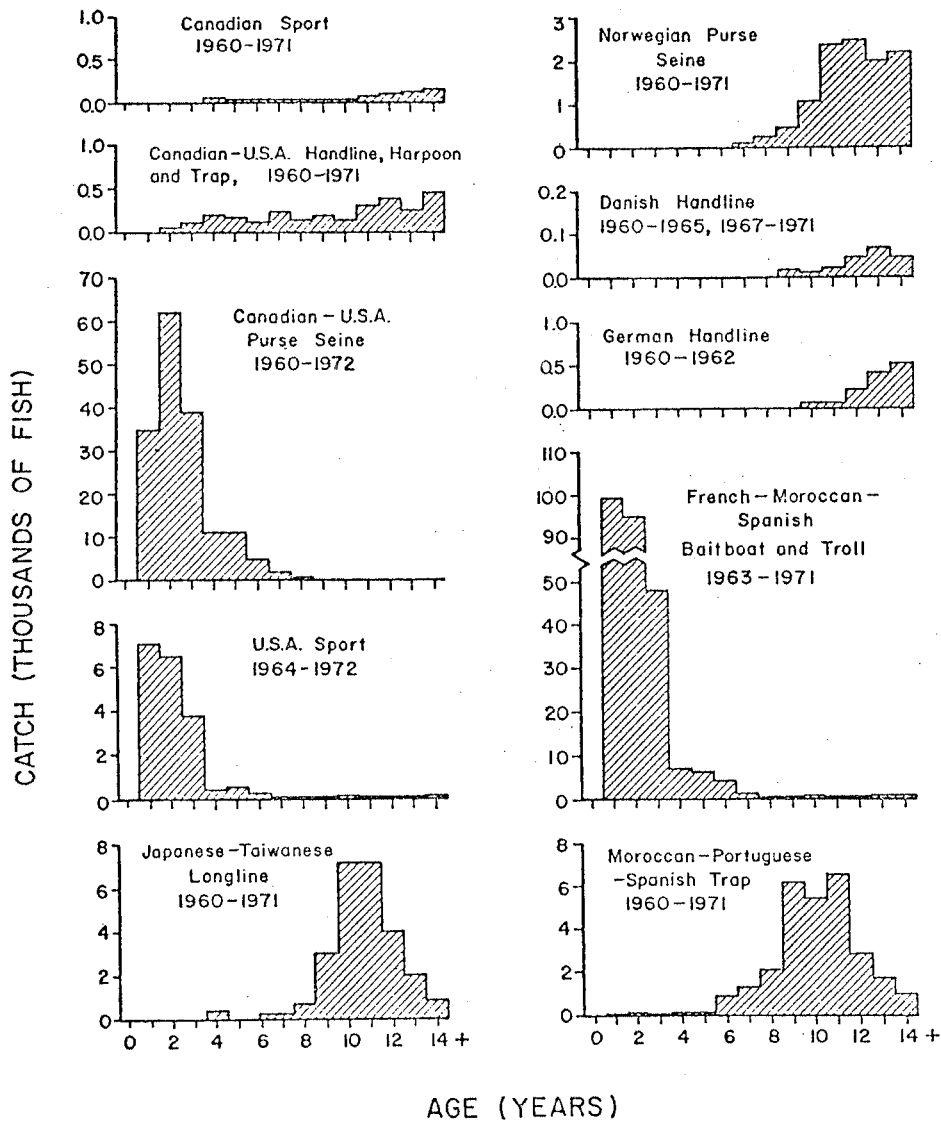 CATCH (THOUSANDS OF FISH)
Canadian Sport
1960-1971
1.0
0.5
0.0
Canadian-U.S.A. Handline, Harpoon
and Trap, 1960-1971
1.0
0.5
0.0
Canadian - U.S.A.
Purse Seine
1960-1972
70
60
50
40
30
20
10
0
U.S.A. Sport
1964-1972
8
6
4
2
0
Japanese-Taiwanese
Longline
1960-1971
8
6
4
2
0
0 2 4 6 8 10 12 14 +
Norwegian Purse
Seine
1960-1971
3
2
1
0
Danish Handline
1960-1965, 1967-1971
0.2
0.1
0.0
German Handline
1960-1962
1.0
0.5
0.0
French-Moroccan-
Spanish
Baitboat and Troll
1963-1971
110
100
90
50
40
30
20
10
0
Moroccan-Portuguese
-Spanish Trap
1960-1971
8
6
4
2
0
0 2 4 6 8 10 12 14 +
AGE (YEARS)